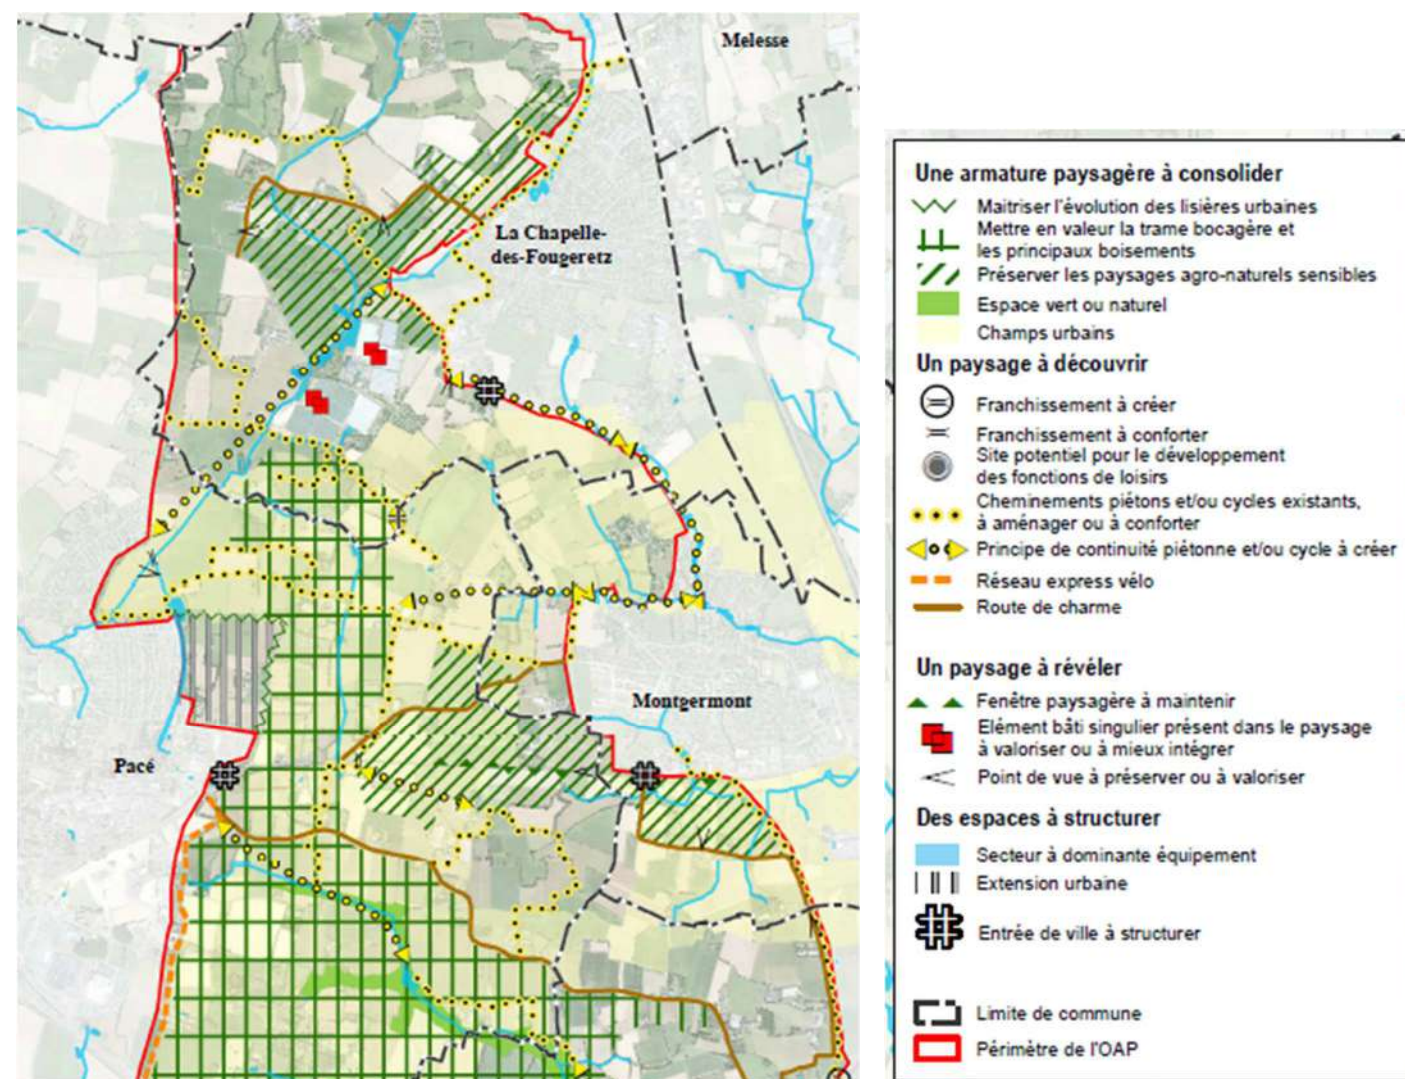 Melesse
La Chapelle-
des-Fougeretz
Montgermont
Pacé
Une armature paysagère à consolider
Maitriser l'évolution des lisières urbaines
Mettre en valeur la trame bocagère et
les principaux boisements
Préserver les paysages agro-naturels sensibles
Espace vert ou naturel
Champs urbains
Un paysage à découvrir
Franchissement à créer
Franchissement à conforter
Site potentiel pour le développement
des fonctions de loisirs
Cheminements piétons et/ou cycles existants,
à aménager ou à conforter
Principe de continuité piétonne et/ou cycle à créer
Réseau express vélo
Route de charme
Un paysage à révéler
Fenêtre paysagère à maintenir
Elément bâti singulier présent dans le paysage
à valoriser ou à mieux intégrer
Point de vue à préserver ou à valoriser
Des espaces à structurer
Secteur à dominante équipement
Extension urbaine
Entrée de ville à structurer
Limite de commune
Périmètre de l'OAP